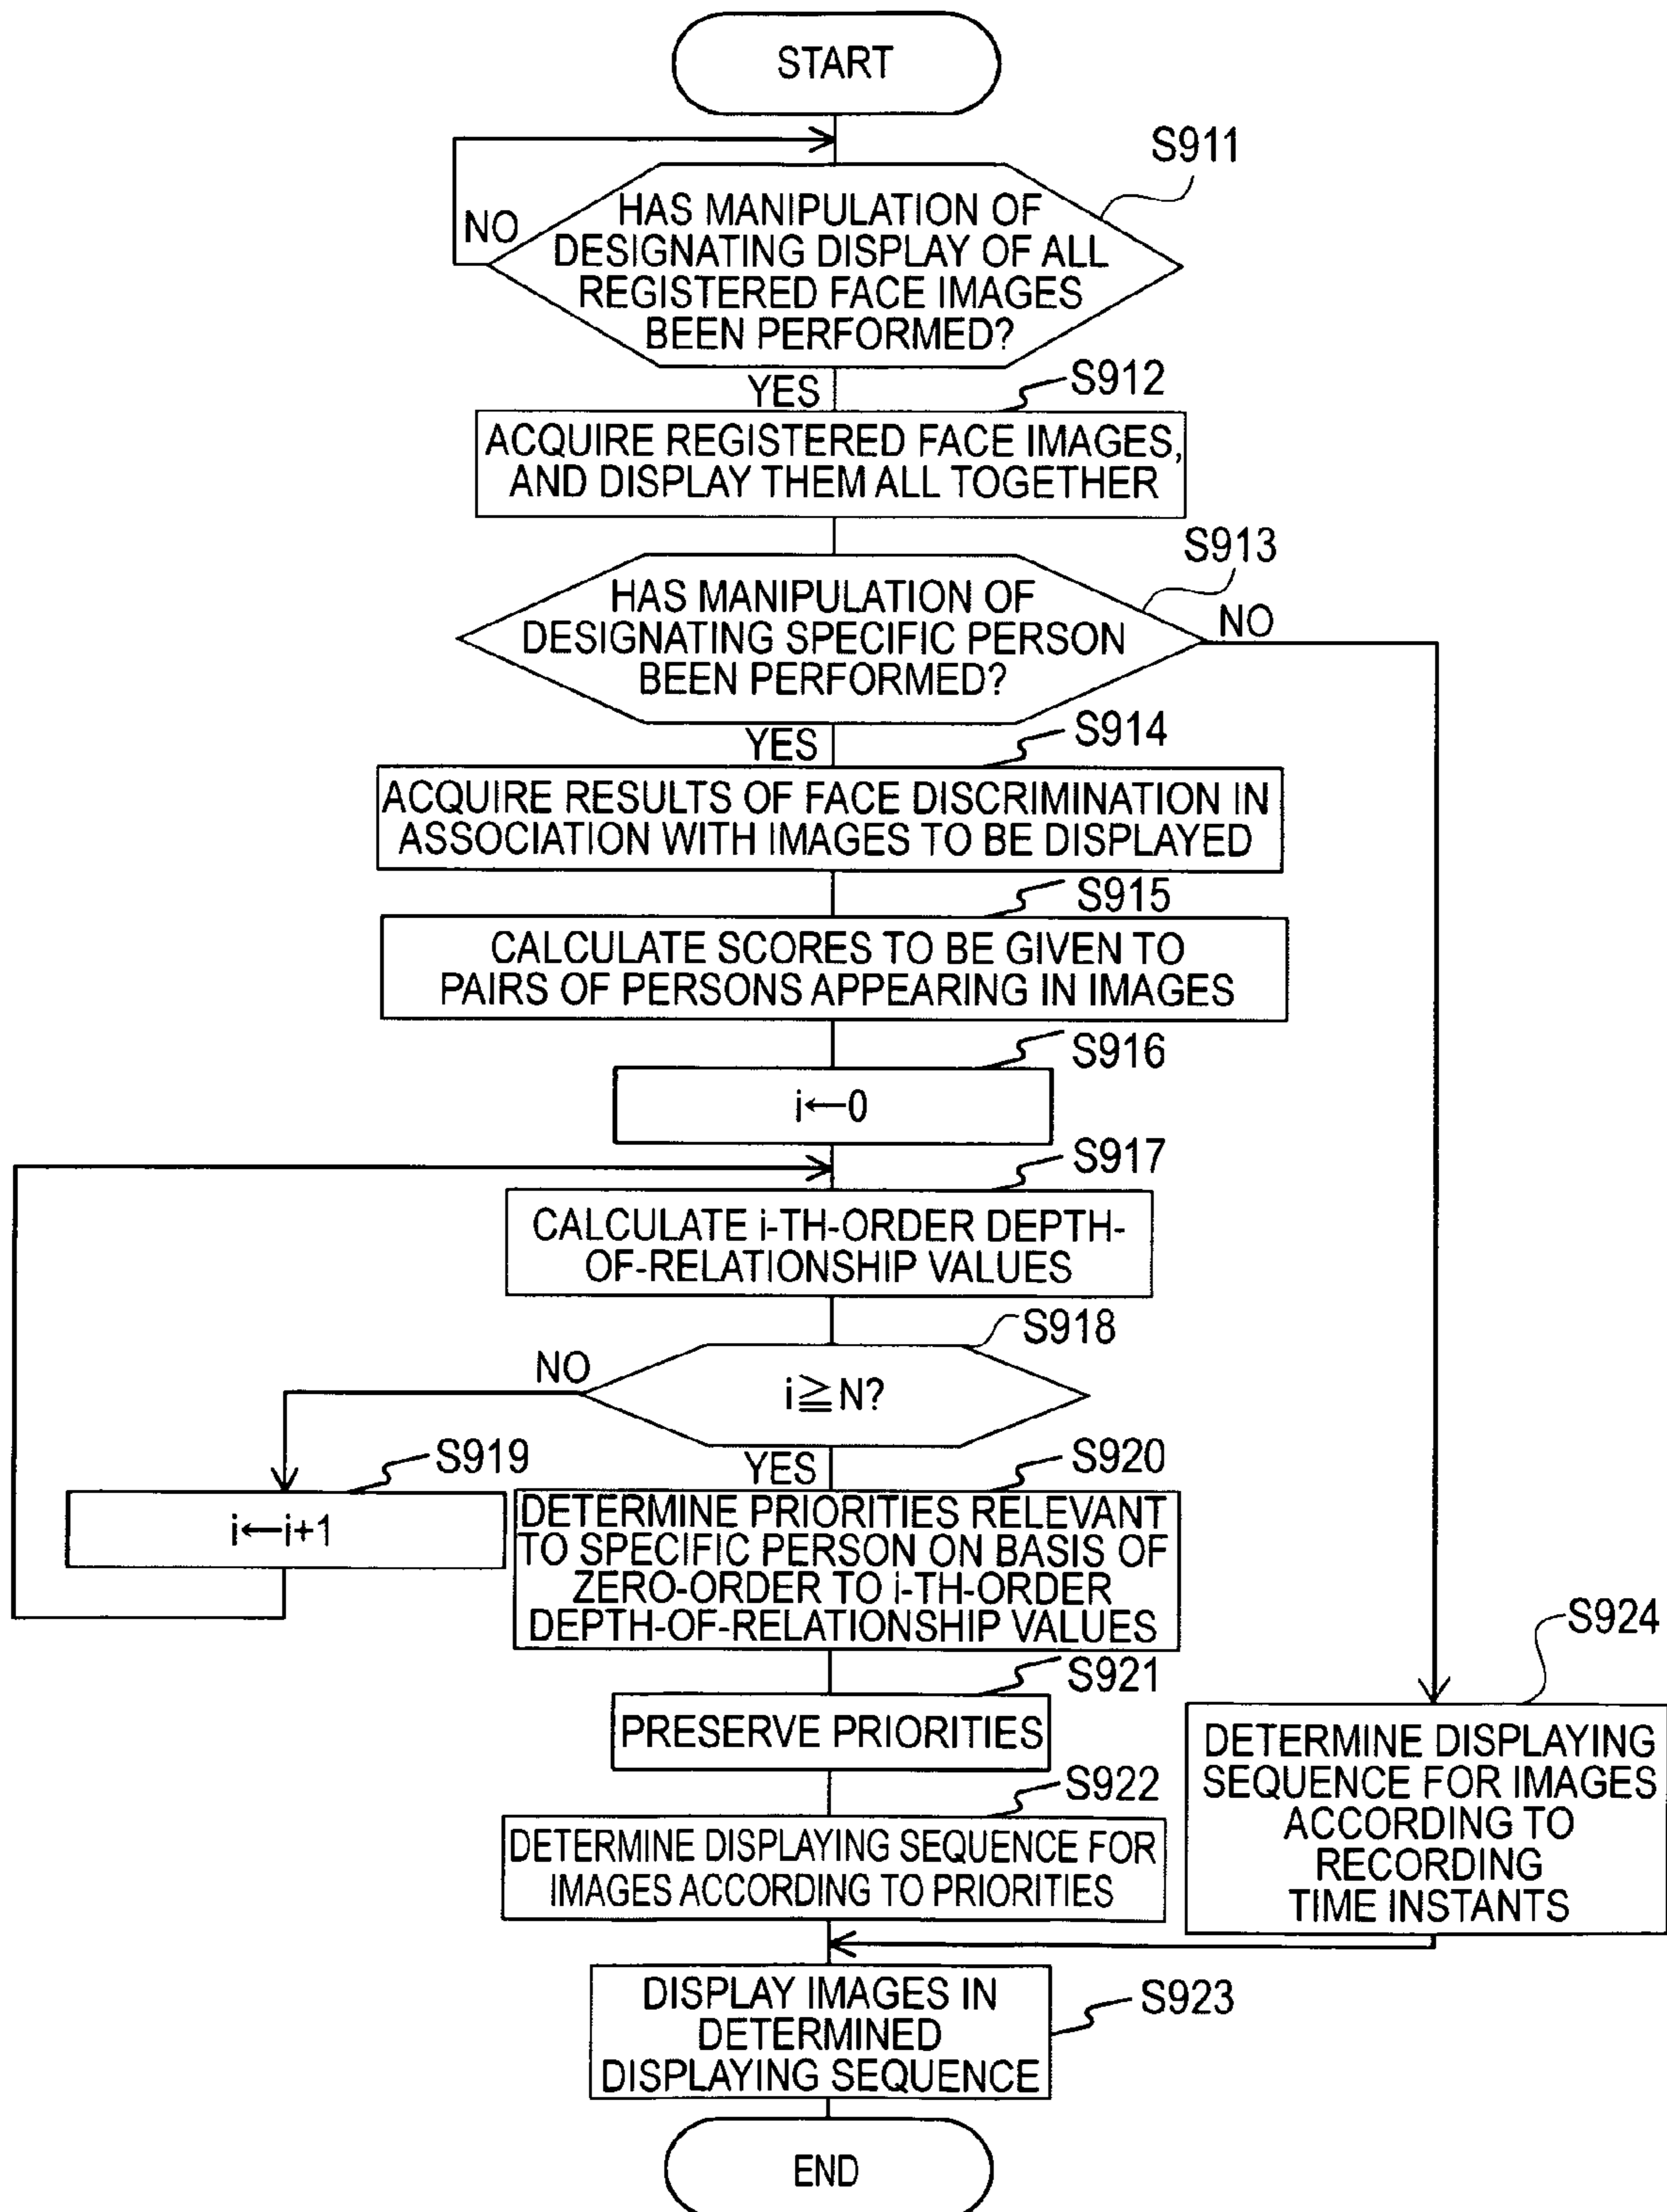 START
S911
NO
HAS MANIPULATION OF
DESIGNATING DISPLAY OF ALL
REGISTERED FACE IMAGES
BEEN PERFORMED?
YES
S912
ACQUIRE REGISTERED FACE IMAGES,
AND DISPLAY THEM ALL TOGETHER
S913
HAS MANIPULATION OF
DESIGNATING SPECIFIC PERSON
BEEN PERFORMED?
NO
YES
S914
ACQUIRE RESULTS OF FACE DISCRIMINATION IN
ASSOCIATION WITH IMAGES TO BE DISPLAYED
S915
CALCULATE SCORES TO BE GIVEN TO
PAIRS OF PERSONS APPEARING IN IMAGES
S916
i←0
S917
CALCULATE i-TH-ORDER DEPTH-
OF-RELATIONSHIP VALUES
S918
NO
i≧N?
YES
S919
i←i+1
S920
DETERMINE PRIORITIES RELEVANT
TO SPECIFIC PERSON ON BASIS OF
ZERO-ORDER TO i-TH-ORDER
DEPTH-OF-RELATIONSHIP VALUES
S921
PRESERVE PRIORITIES
S922
DETERMINE DISPLAYING SEQUENCE FOR
IMAGES ACCORDING TO PRIORITIES
S924
DETERMINE DISPLAYING
SEQUENCE FOR IMAGES
ACCORDING TO
RECORDING
TIME INSTANTS
S923
DISPLAY IMAGES IN
DETERMINED
DISPLAYING SEQUENCE
END